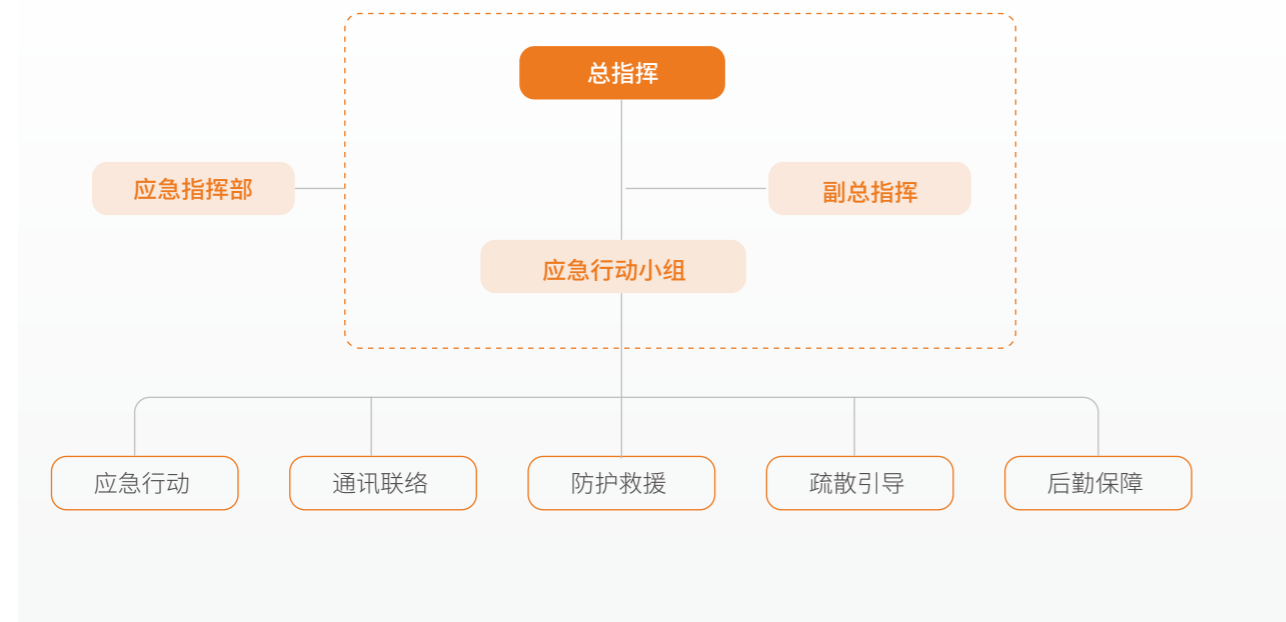 总指挥
应急指挥部
副总指挥
应急行动小组
应急行动
通讯联络
防护救援
疏散引导
后勤保障